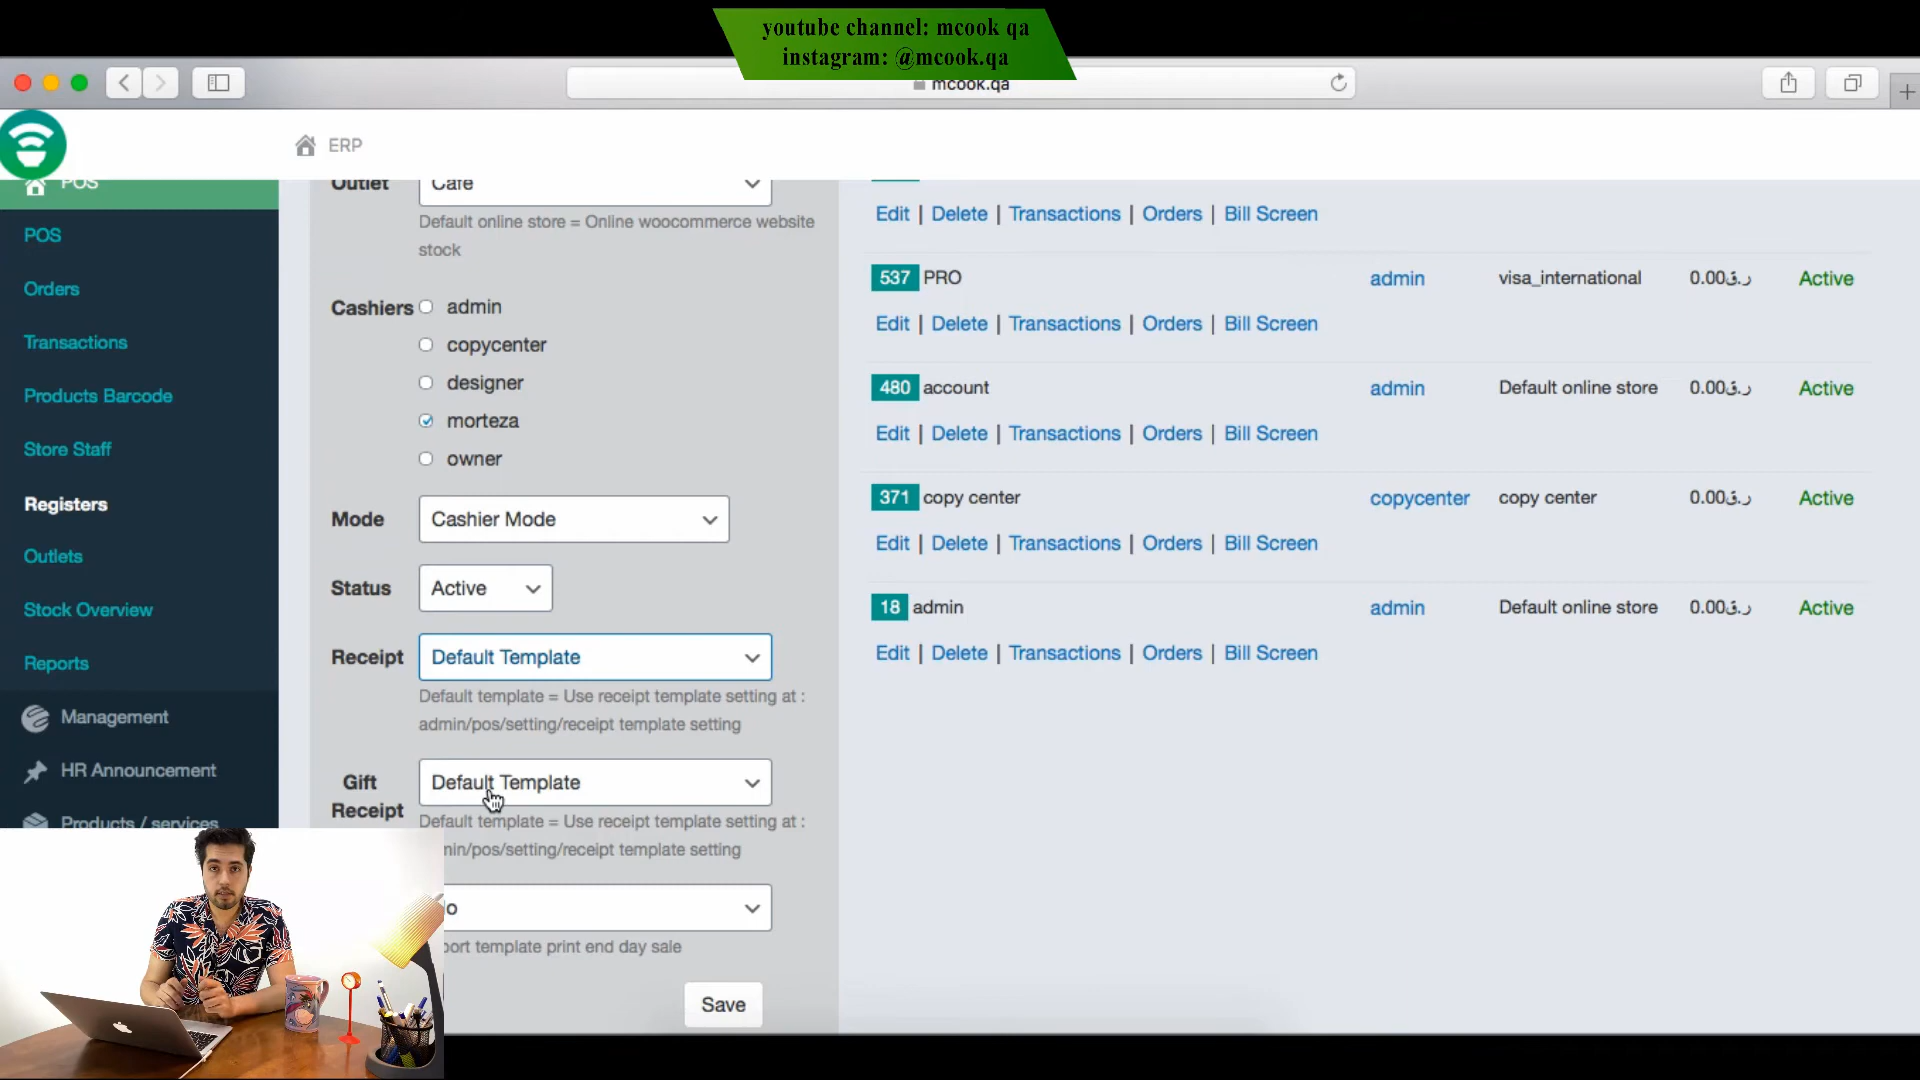 youtube channel: mcook qa
instagram: @mcook.qa
mcook.qa
ERP
POS
POS
Orders
Transactions
Products Barcode
Store Staff
Registers
Outlets
Stock Overview
Reports
Management
HR Announcement
Products / services
Outlet
Cafe
Default online store = Online woocommerce website
stock
Cashiers
admin
copycenter
designer
morteza
owner
Mode
Cashier Mode
Status
Active
Receipt
Default Template
Default template = Use receipt template setting at :
admin/pos/setting/receipt template setting
Gift
Receipt
Default Template
Default template = Use receipt template setting at :
min/pos/setting/receipt template setting
o
port template print end day sale
Save
Edit | Delete | Transactions | Orders | Bill Screen
537 PRO admin visa_international 0.00ر.ق Active
Edit | Delete | Transactions | Orders | Bill Screen
480 account admin Default online store 0.00ر.ق Active
Edit | Delete | Transactions | Orders | Bill Screen
371 copy center copycenter copy center 0.00ر.ق Active
Edit | Delete | Transactions | Orders | Bill Screen
18 admin admin Default online store 0.00ر.ق Active
Edit | Delete | Transactions | Orders | Bill Screen